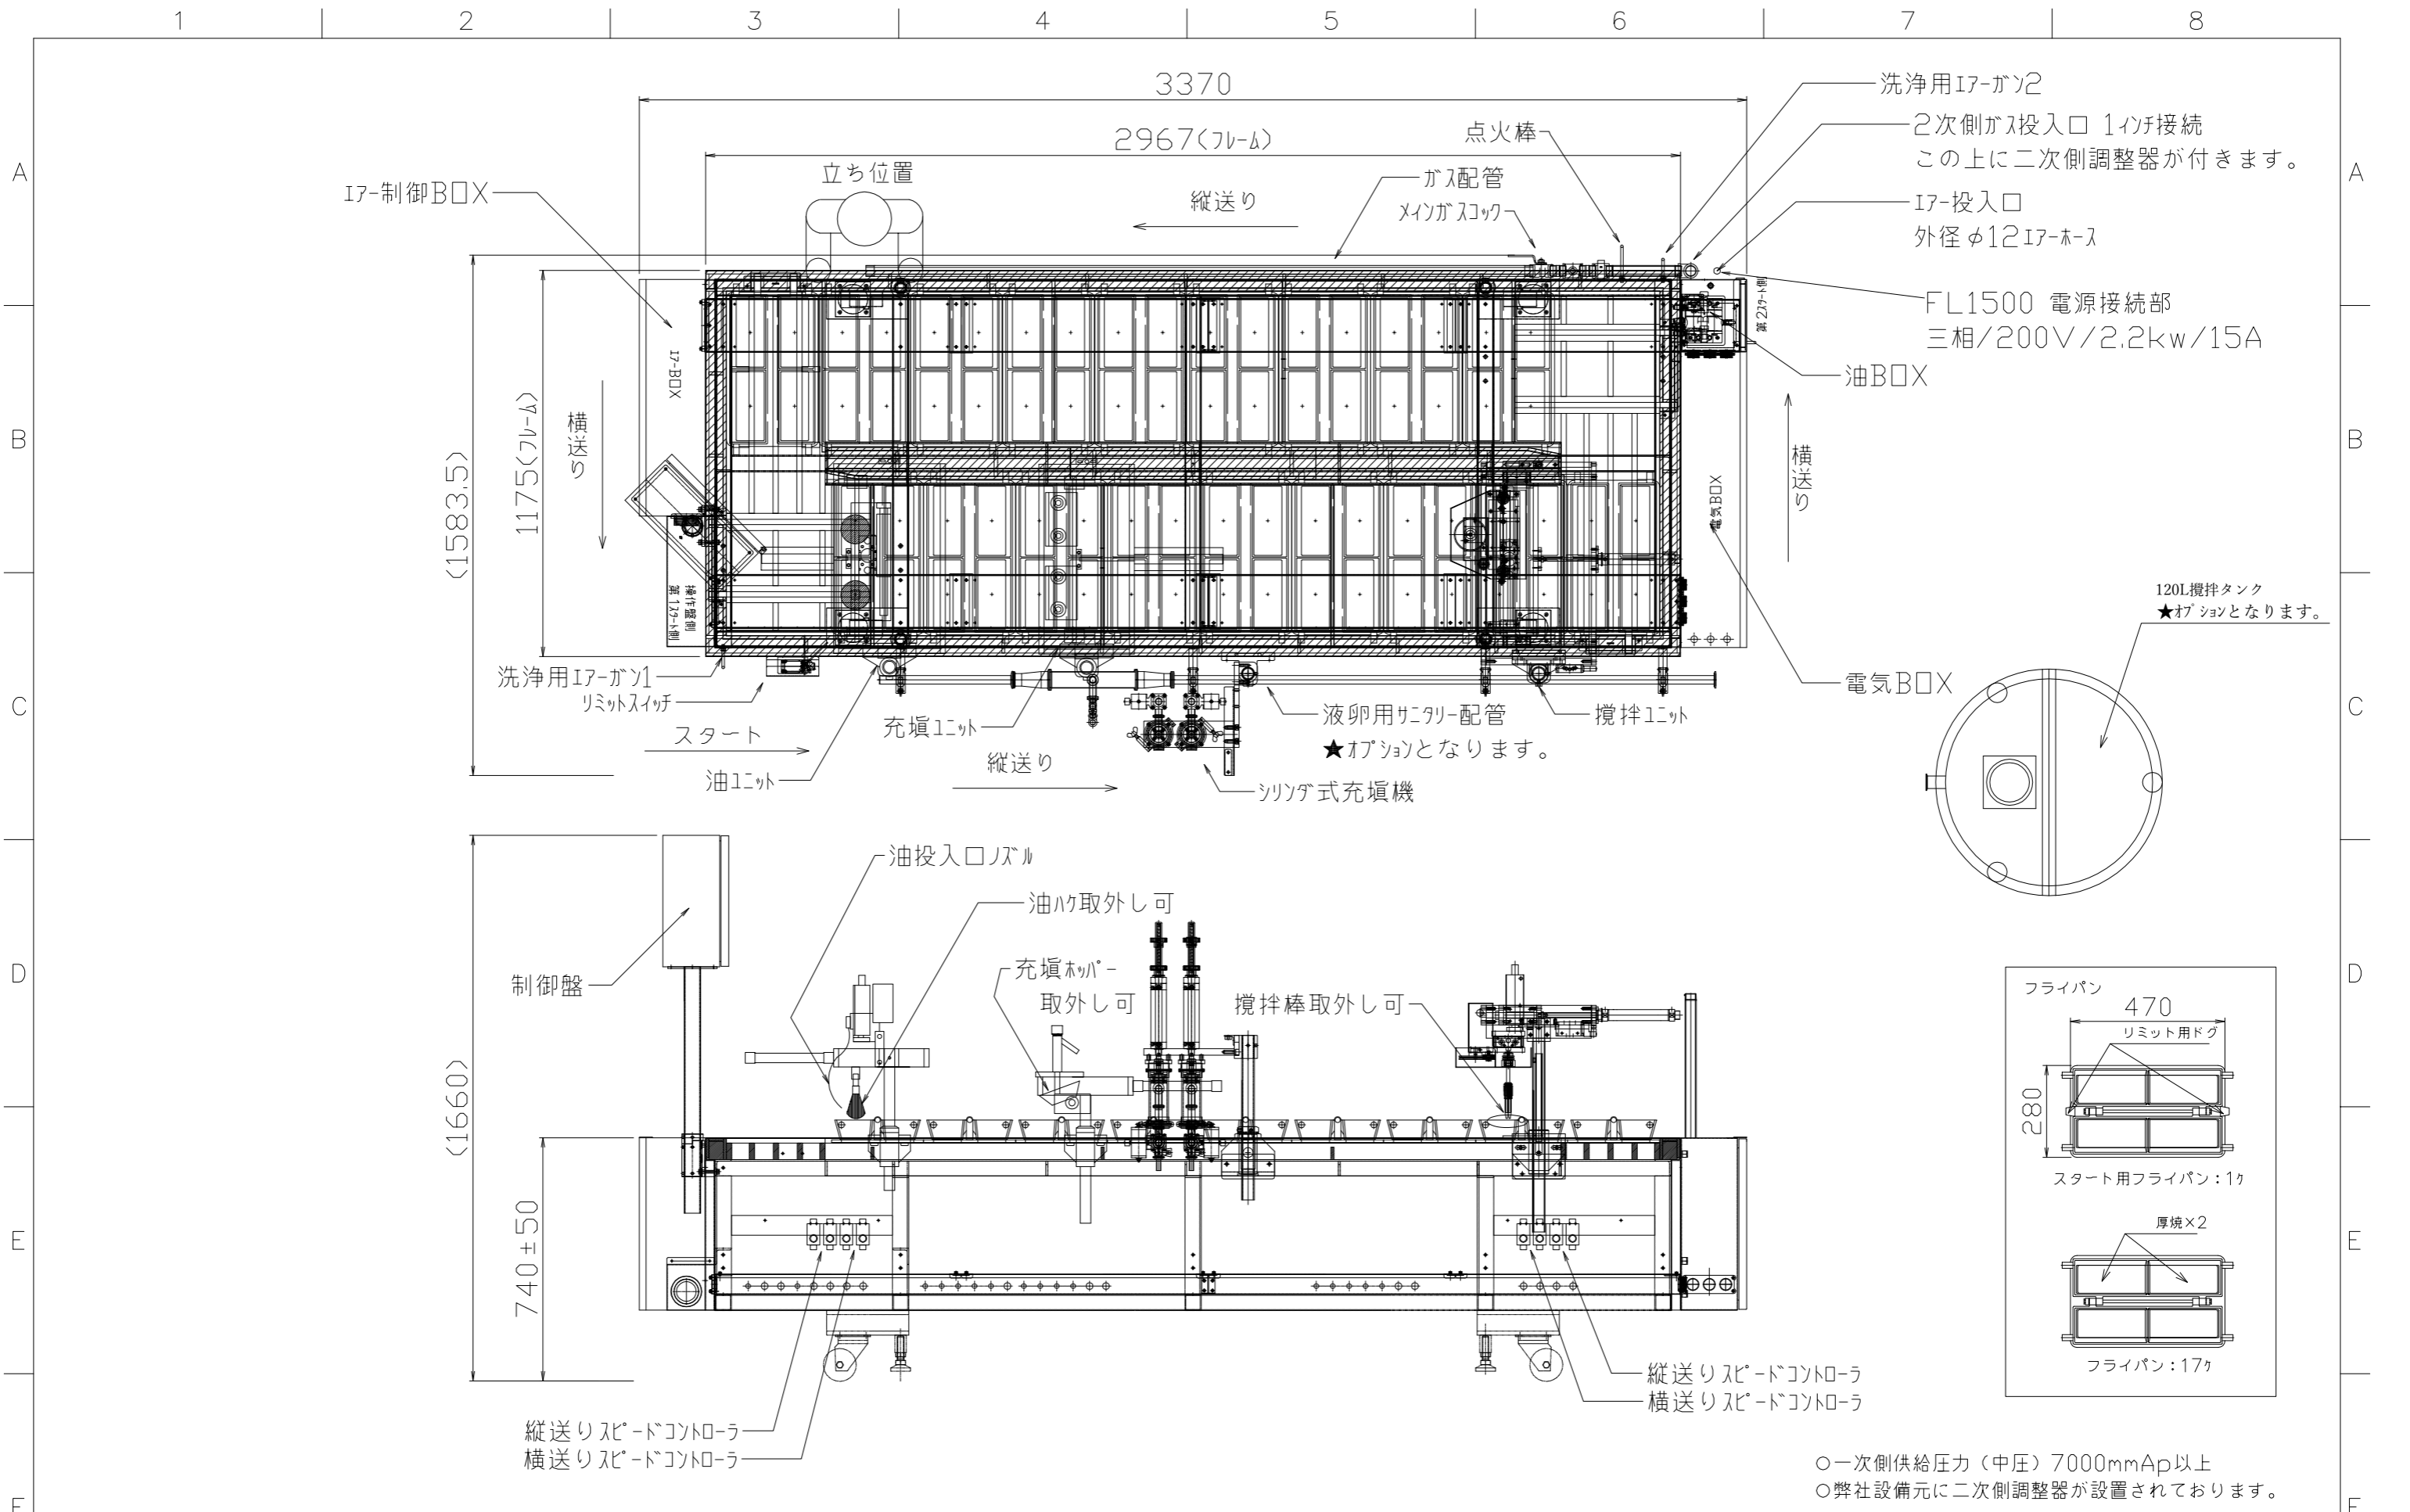 1 2 3 4 5 6 7 8
A
B
C
D
E
F
A
B
C
D
E
F
3370
2967(フレーム)
立ち位置
エアー制御BOX
縦送り
ガス配管
メインガスコック
点火棒
洗浄用エアーガン2
2次側ガス投入口 1インチ接続
この上に二次側調整器が付きます。
エアー投入口
外径φ12エアーホース
FL1500 電源接続部
三相/200V/2.2kw/15A
油BOX
第2スタート側
エアーBOX
横送り
1175(フレーム)
(1583.5)
横送り
電気BOX
操作盤側
第1スタート側
洗浄用エアーガン1
リミットスイッチ
スタート
油ユニット
充塡ユニット
縦送り
液卵用サニタリー配管
★オプションとなります。
シリンダ式充塡機
攪拌ユニット
電気BOX
120L攪拌タンク
★オプションとなります。
油投入口ノズル
油ハケ取外し可
充塡ホッパー
取外し可
攪拌棒取外し可
制御盤
(1660)
740±50
縦送りスピードコントローラ
横送りスピードコントローラ
縦送りスピードコントローラ
横送りスピードコントローラ
フライパン
470
リミット用ドグ
280
スタート用フライパン：1ケ
厚焼×2
フライパン：17ケ
○一次側供給圧力（中圧）7000mmAp以上
○弊社設備元に二次側調整器が設置されております。